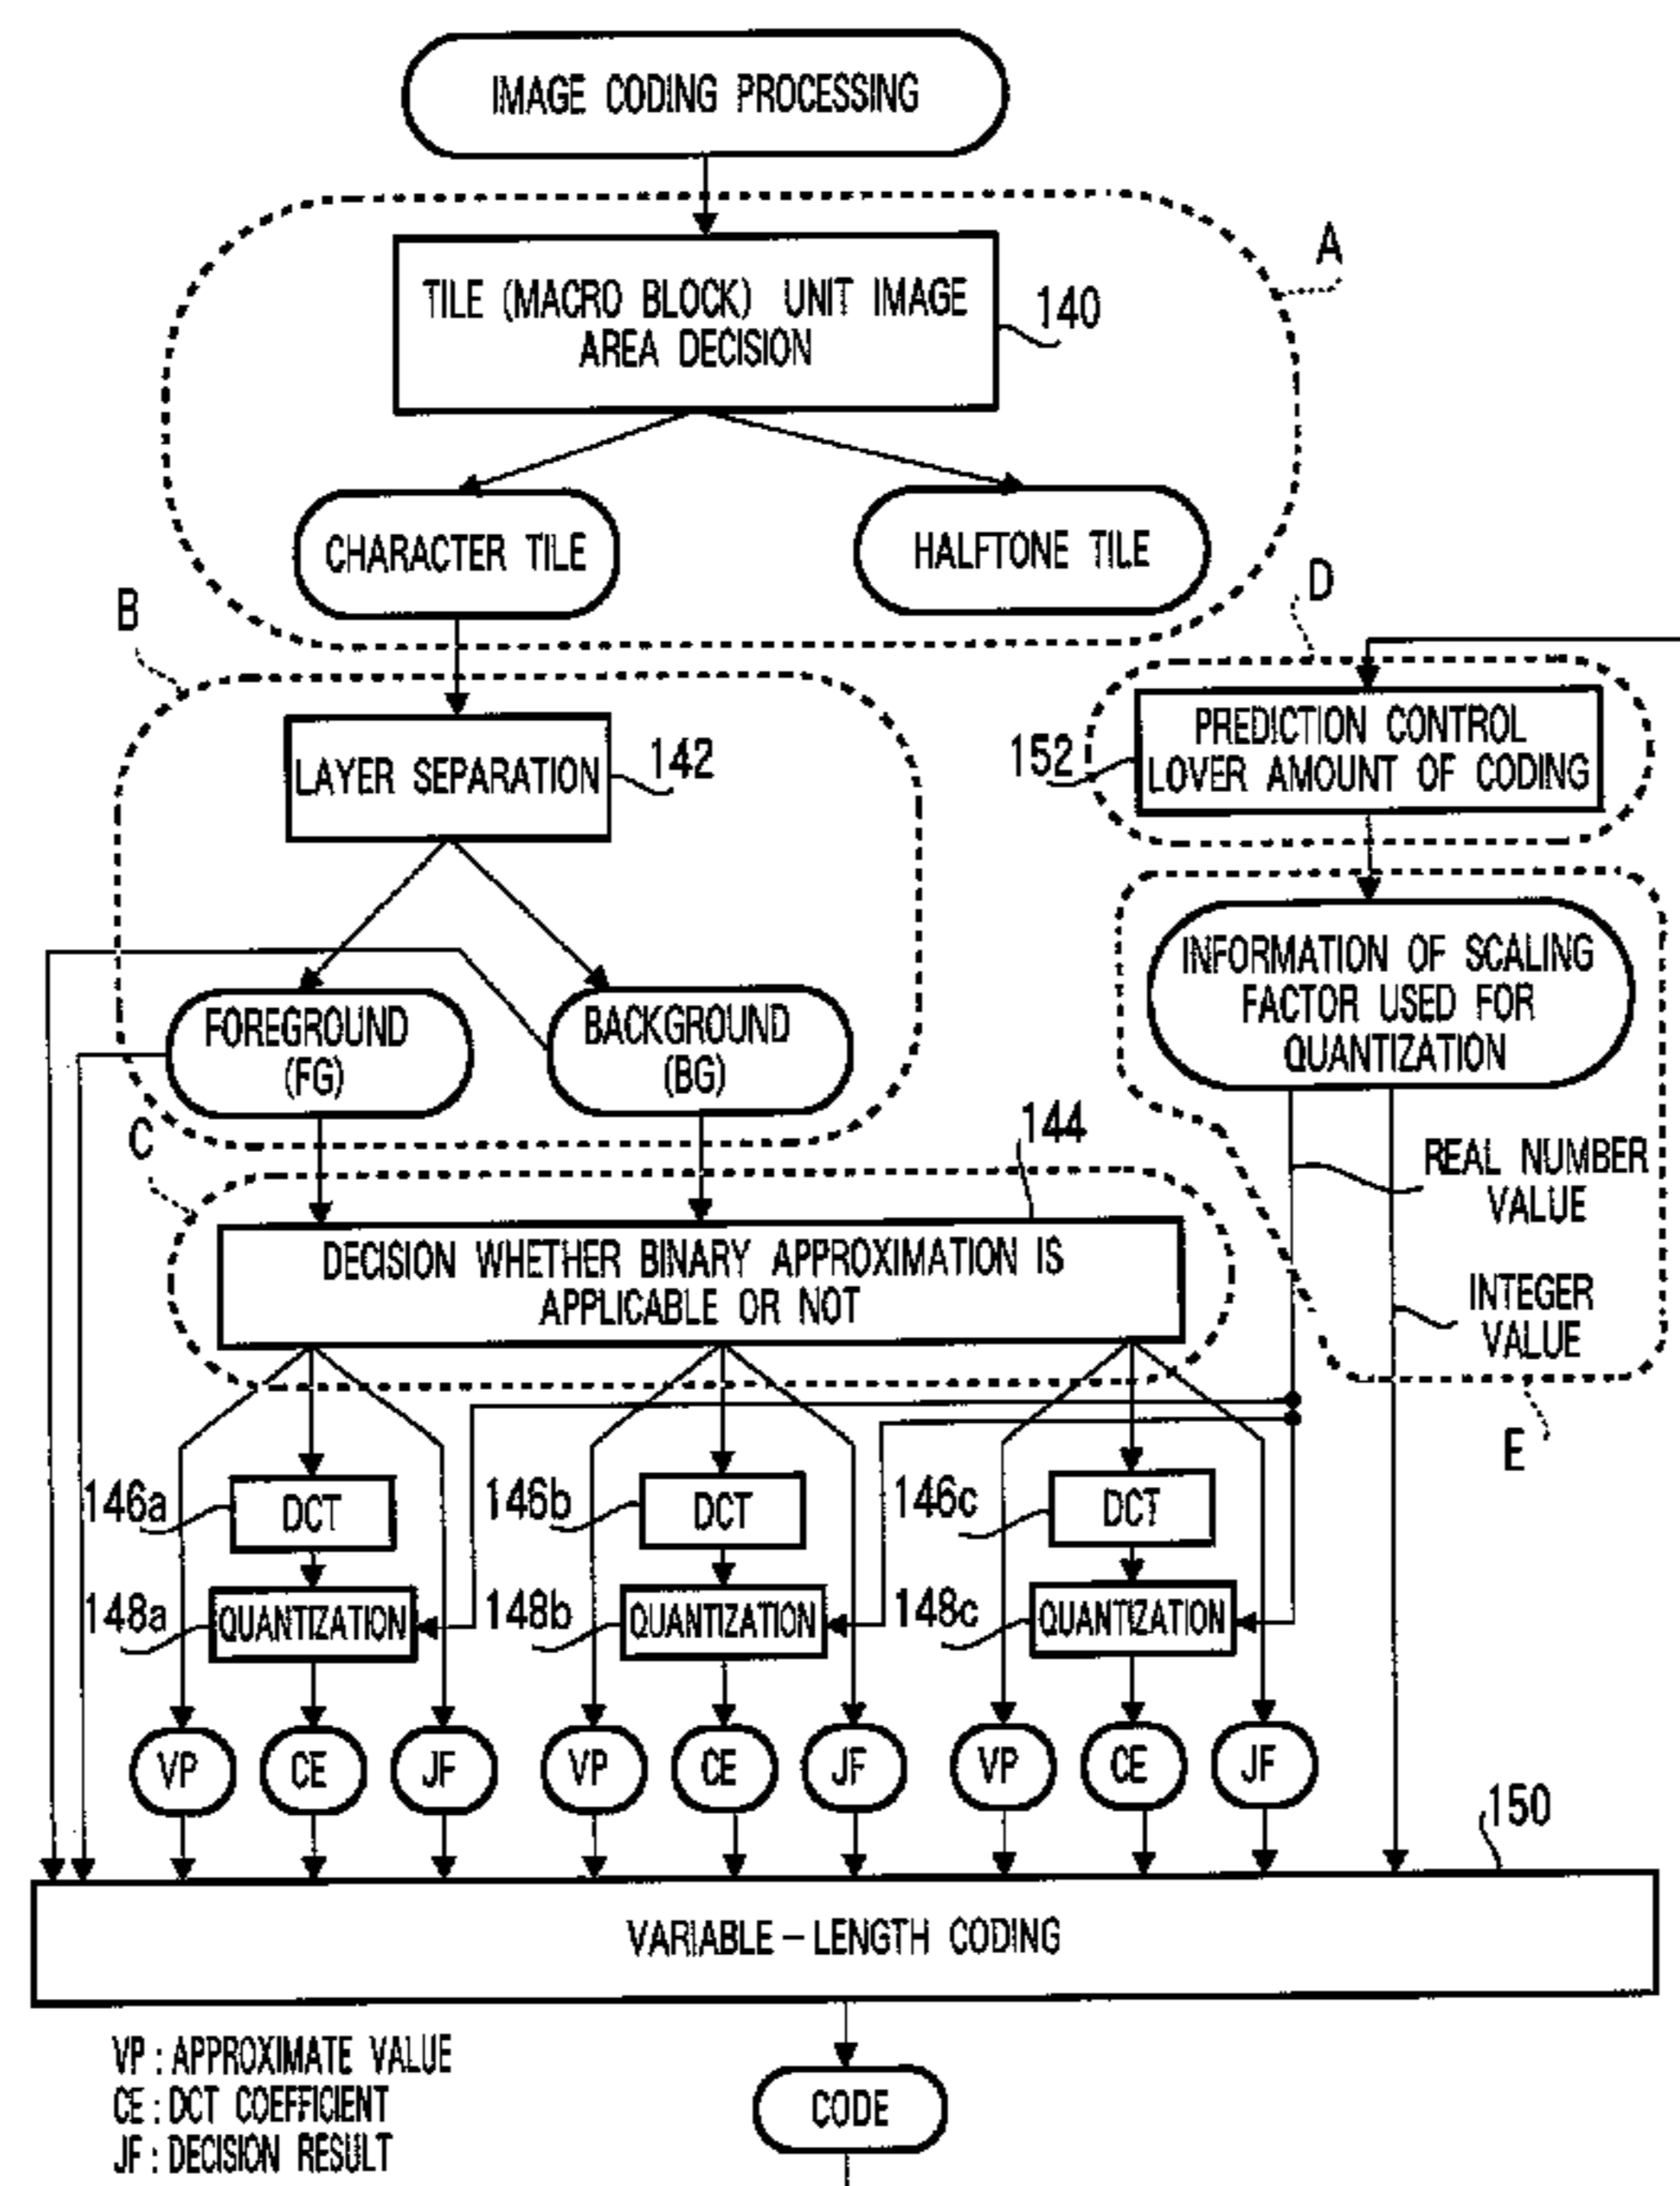 IMAGE CODING PROCESSING
A
TILE (MACRO BLOCK) UNIT IMAGE
AREA DECISION
140
CHARACTER TILE
HALFTONE TILE
B
D
LAYER SEPARATION
142
152
PREDICTION CONTROL
LOVER AMOUNT OF CODING
INFORMATION OF SCALING
FACTOR USED FOR
QUANTIZATION
FOREGROUND
(FG)
BACKGROUND
(BG)
C
144
REAL NUMBER
VALUE
DECISION WHETHER BINARY APPROXIMATION IS
APPLICABLE OR NOT
INTEGER
VALUE
E
146a
DCT
146b
DCT
146c
DCT
148a
QUANTIZATION
148b
QUANTIZATION
148c
QUANTIZATION
VP
CE
JF
VP
CE
JF
VP
CE
JF
150
VARIABLE-LENGTH CODING
VP : APPROXIMATE VALUE
CE : DCT COEFFICIENT
JF : DECISION RESULT
CODE